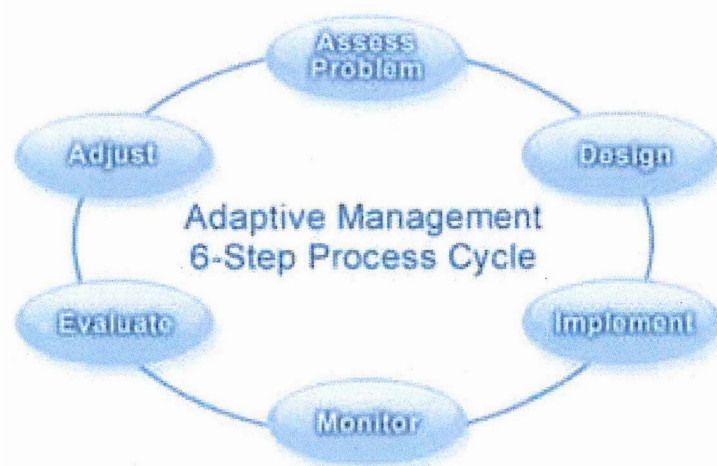 Assess
Problem
Adjust
Design
Adaptive Management
6-Step Process Cycle
Evaluate
Implement
Monitor